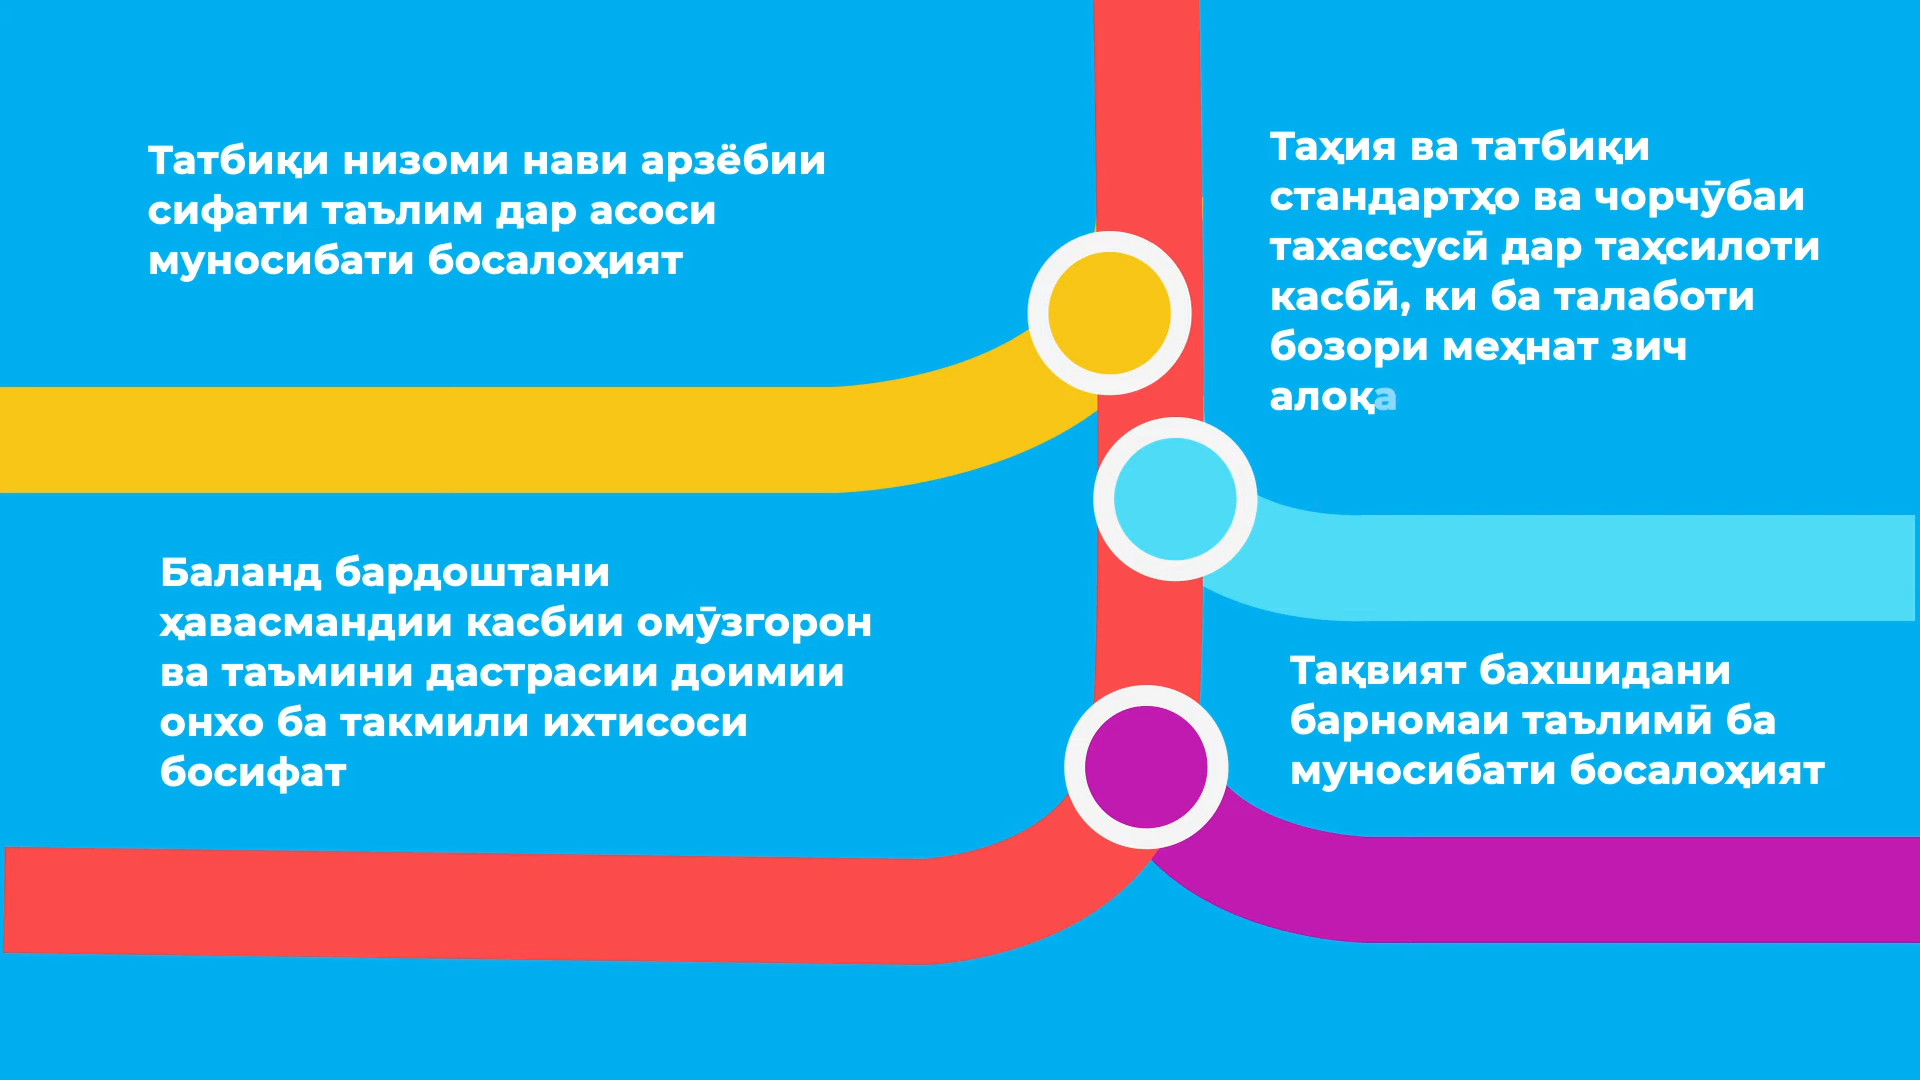 Татбиқи низоми нави арзёбии
сифати таълим дар асоси
муносибати босалоҳият
Таҳия ва татбиқи
стандартҳо ва чорчӯбаи
тахассусӣ дар таҳсилоти
касбӣ, ки ба талаботи
бозори меҳнат зич
алоқа
Баланд бардоштани
ҳавасмандии касбии омӯзгорон
ва таъмини дастрасии доимии
онхо ба такмили ихтисоси
босифат
Тақвият бахшидани
барномаи таълимӣ ба
муносибати босалоҳият